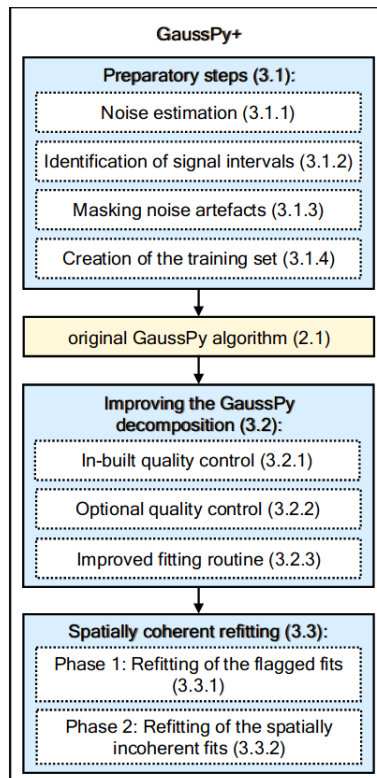 GaussPy+
Preparatory steps (3.1):
Noise estimation (3.1.1)
Identification of signal intervals (3.1.2)
Masking noise artefacts (3.1.3)
Creation of the training set (3.1.4)
original GaussPy algorithm (2.1)
Improving the GaussPy
decomposition (3.2):
In-built quality control (3.2.1)
Optional quality control (3.2.2)
Improved fitting routine (3.2.3)
Spatially coherent refitting (3.3):
Phase 1: Refitting of the flagged fits
(3.3.1)
Phase 2: Refitting of the spatially
incoherent fits (3.3.2)